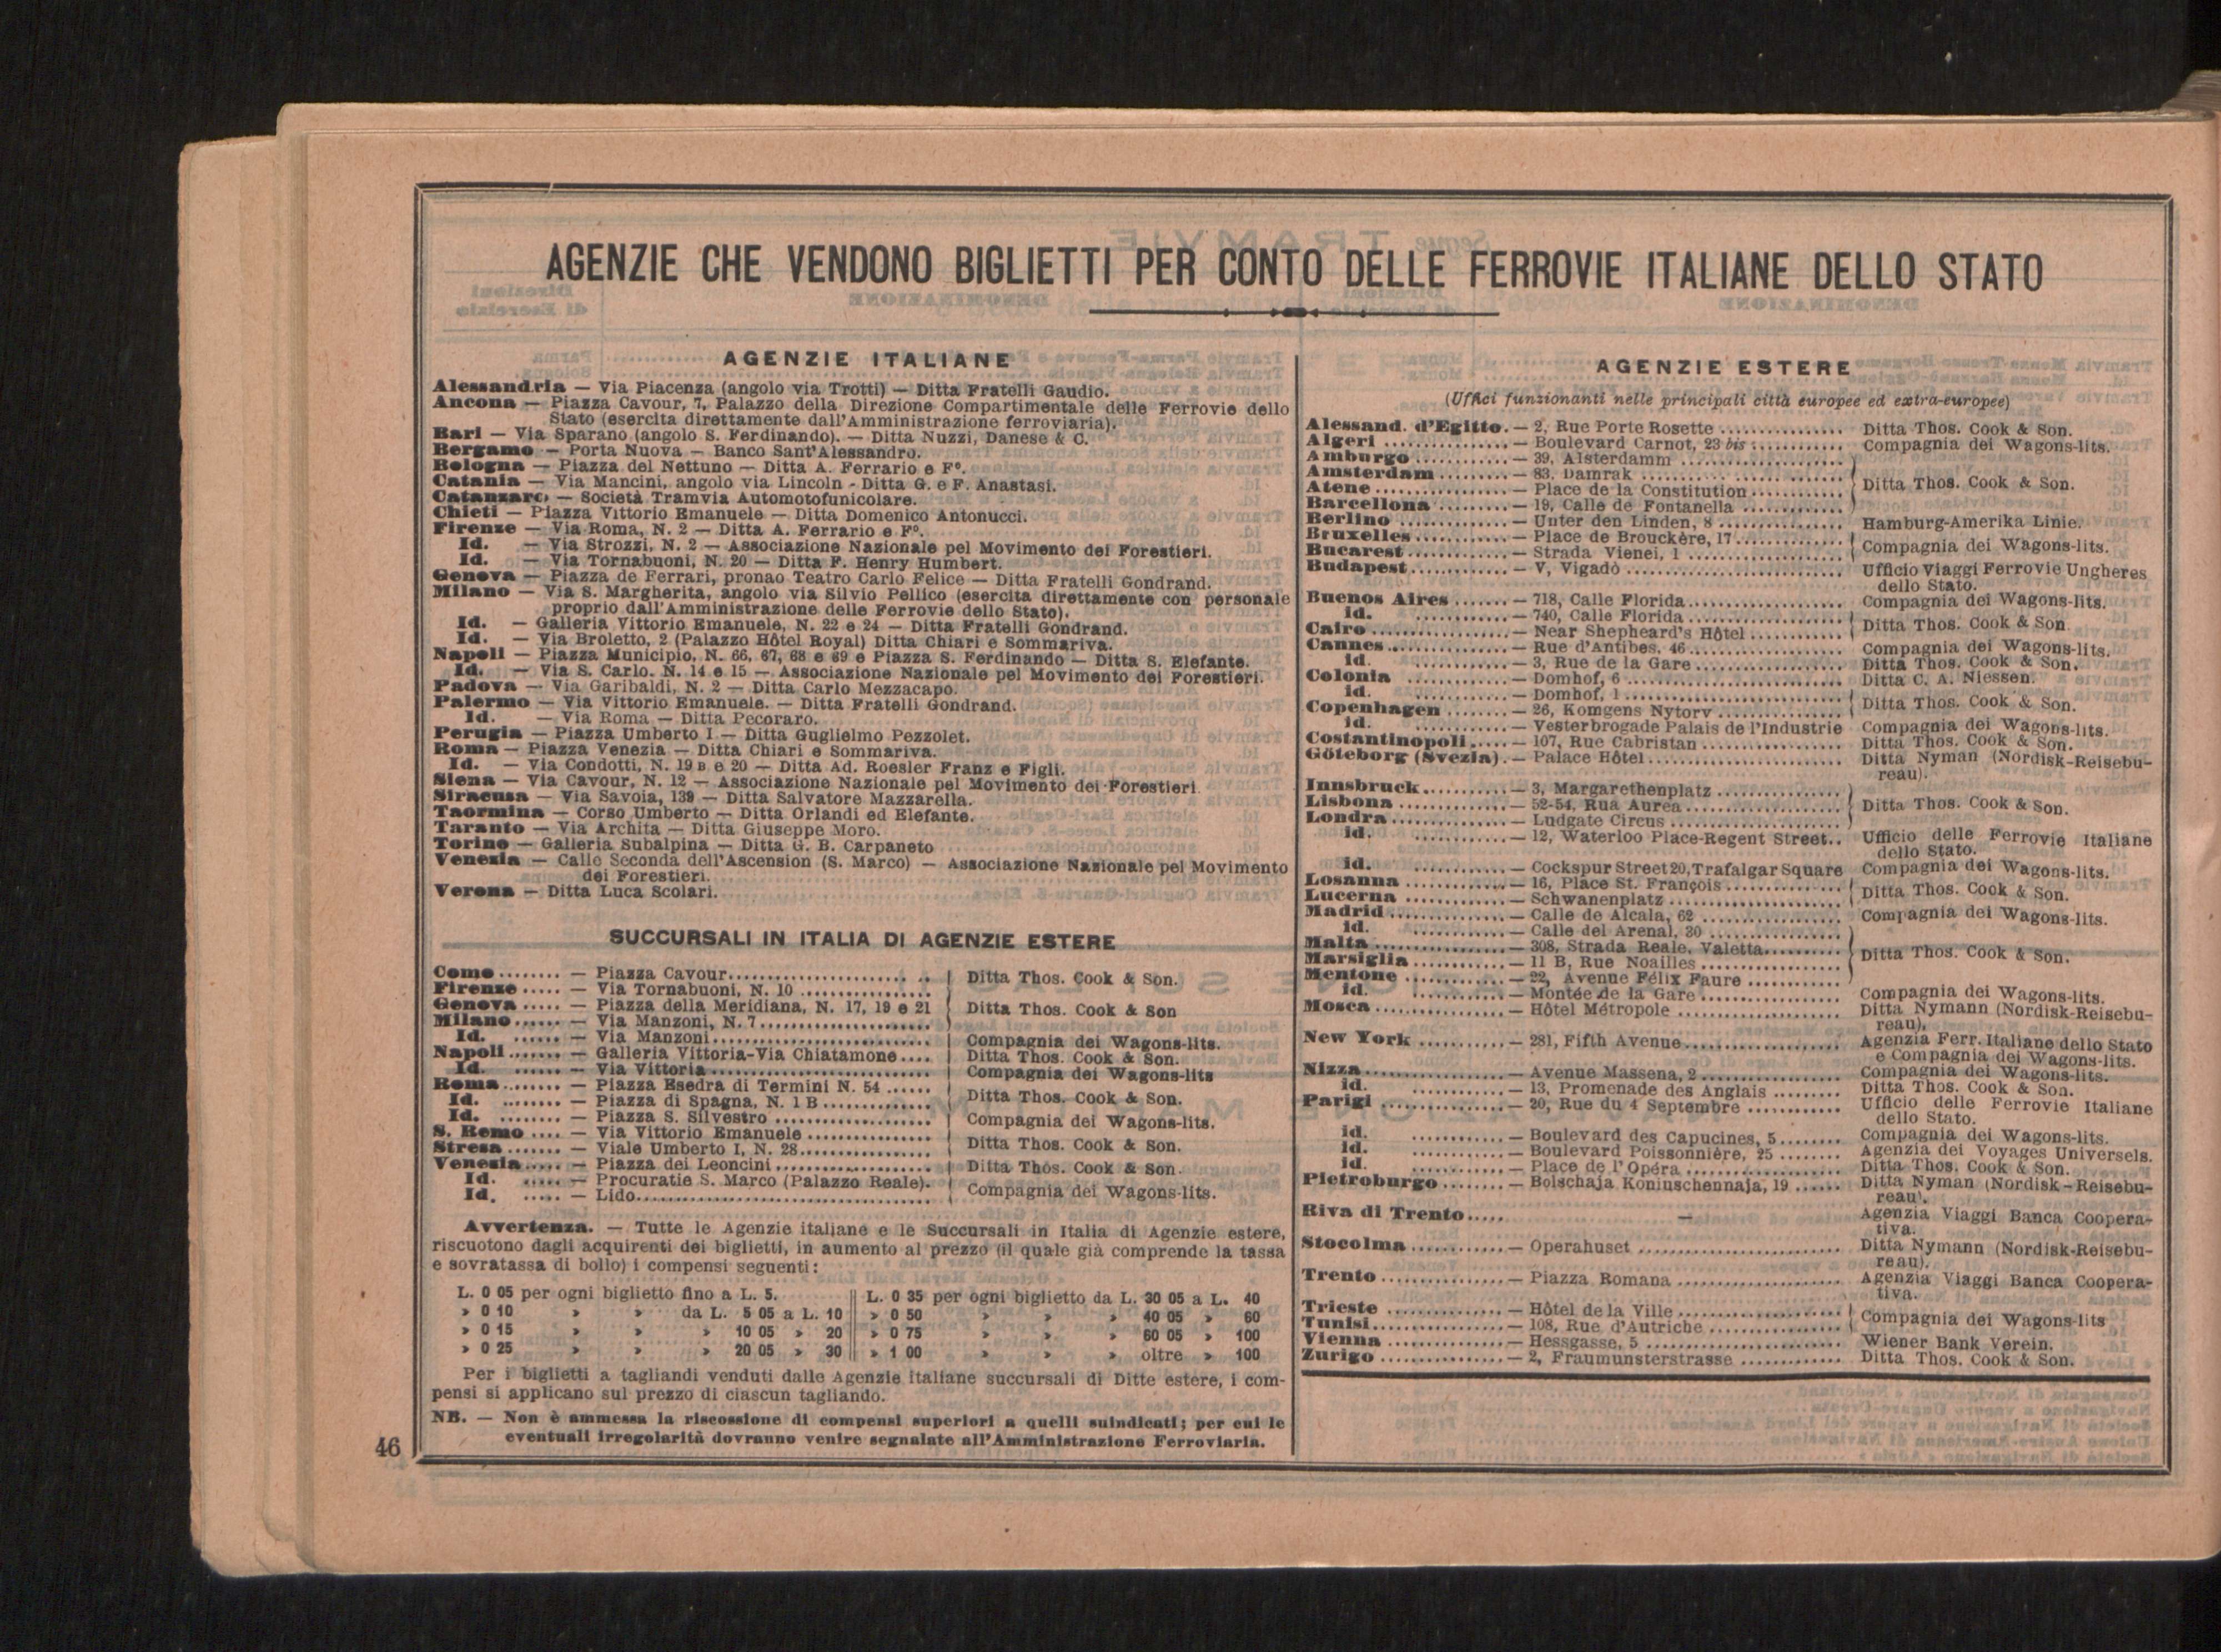 AGENZIE CHE VENDONO BIGLIETTI PER CONTO DELLE FERROVIE ITALIANE DELLO STATO
AGENZIE ITALIANE
Alessandria — Via Piacenza (angolo via Trotti) — Ditta Fratelli Gaudio.
Ancona — Piazza Cavour, 7, Palazzo della Direzione Compartimentale delle Ferrovie dello
Stato (esercita direttamente dall'Amministrazione ferroviaria).
Bari — Via Sparano (angolo S. Ferdinando). — Ditta Nuzzi, Danese & C.
Bergamo — Porta Nuova — Banco Sant'Alessandro.
Bologna — Piazza del Nettuno — Ditta A. Ferrario e Fº.
Catania — Via Mancini, angolo via Lincoln - Ditta G. e F. Anastasi.
Catanzaro — Società Tramvia Automotofunicolare.
Chieti — Piazza Vittorio Emanuele — Ditta Domenico Antonucci.
Firenze — Via Roma, N. 2 — Ditta A. Ferrario e Fº.
Id. — Via Strozzi, N. 2 — Associazione Nazionale pel Movimento dei Forestieri.
Id. — Via Tornabuoni, N. 20 — Ditta F. Henry Humbert.
Genova — Piazza de Ferrari, pronao Teatro Carlo Felice — Ditta Fratelli Gondrand.
Milano — Via S. Margherita, angolo via Silvio Pellico (esercita direttamente con personale
proprio dall'Amministrazione delle Ferrovie dello Stato).
Id. — Galleria Vittorio Emanuele, N. 22 e 24 — Ditta Fratelli Gondrand.
Id. — Via Broletto, 2 (Palazzo Hôtel Royal) Ditta Chiari e Sommariva.
Napoli — Piazza Municipio, N. 66, 67, 68 e 69 e Piazza S. Ferdinando — Ditta S. Elefante.
Id. — Via S. Carlo. N. 14 e 15 — Associazione Nazionale pel Movimento dei Forestieri.
Padova — Via Garibaldi, N. 2 — Ditta Carlo Mezzacapo.
Palermo — Via Vittorio Emanuele. — Ditta Fratelli Gondrand.
Id. — Via Roma — Ditta Pecoraro.
Perugia — Piazza Umberto I — Ditta Guglielmo Pezzolet.
Roma — Piazza Venezia — Ditta Chiari e Sommariva.
Id. — Via Condotti, N. 19 B e 20 — Ditta Ad. Roesler Franz e Figli.
Siena — Via Cavour, N. 12 — Associazione Nazionale pel Movimento dei Forestieri
Siracusa — Via Savoia, 139 — Ditta Salvatore Mazzarella.
Taormina — Corso Umberto — Ditta Orlandi ed Elefante.
Taranto — Via Archita — Ditta Giuseppe Moro.
Torino — Galleria Subalpina — Ditta G. B. Carpaneto
Venezia — Calle Seconda dell'Ascension (S. Marco) — Associazione Nazionale pel Movimento
dei Forestieri.
Verona — Ditta Luca Scolari.
SUCCURSALI IN ITALIA DI AGENZIE ESTERE
Como ........ — Piazza Cavour........................ Ditta Thos. Cook & Son.
Firenze ..... — Via Tornabuoni, N. 10 .................
Genova ..... — Piazza della Meridiana, N. 17, 19 e 21 Ditta Thos. Cook & Son
Milano ...... — Via Manzoni, N. 7......................
Id. ...... — Via Manzoni............................ Compagnia dei Wagons-lits.
Napoli ....... — Galleria Vittoria-Via Chiatamone.... Ditta Thos. Cook & Son.
Id. ...... — Via Vittoria............................ Compagnia dei Wagons-lits
Roma ........ — Piazza Esedra di Termini N. 54 ......
Id. ........ — Piazza di Spagna, N. 1 B .............. Ditta Thos. Cook & Son.
Id. ........ — Piazza S. Silvestro .................... Compagnia dei Wagons-lits.
S. Remo .... — Via Vittorio Emanuele ................
Stresa ....... — Viale Umberto I, N. 28................. Ditta Thos. Cook & Son.
Venezia ..... — Piazza dei Leoncini .................... Ditta Thos. Cook & Son.
Id. ..... — Procuratie S. Marco (Palazzo Reale).
Id. ..... — Lido...................................... Compagnia dei Wagons-lits.
Avvertenza. — Tutte le Agenzie italiane e le Succursali in Italia di Agenzie estere,
riscuotono dagli acquirenti dei biglietti, in aumento al prezzo (il quale già comprende la tassa
e sovratassa di bollo) i compensi seguenti:
L. 0 05 per ogni biglietto fino a L. 5. L. 0 35 per ogni biglietto da L. 30 05 a L. 40
» 0 10 » » da L. 5 05 a L. 10 » 0 50 » » » 40 05 » 60
» 0 15 » » » 10 05 » 20 » 0 75 » » » 60 05 » 100
» 0 25 » » » 20 05 » 30 » 1 00 » » » oltre » 100
Per i biglietti a tagliandi venduti dalle Agenzie italiane succursali di Ditte estere, i com-
pensi si applicano sul prezzo di ciascun tagliando.
NB. — Non è ammessa la riscossione di compensi superiori a quelli suindicati; per cui le
eventuali irregolarità dovranno venire segnalate all'Amministrazione Ferroviaria.
46
AGENZIE ESTERE
(Uffici funzionanti nelle principali città europee ed extra-europee)
Alessand. d'Egitto. — 2, Rue Porte Rosette ................ Ditta Thos. Cook & Son.
Algeri ............... — Boulevard Carnot, 23 bis ............ Compagnia dei Wagons-lits.
Amburgo ............ — 39, Alsterdamm .....................
Amsterdam ......... — 83, Damrak ........................
Atene ................. — Place de la Constitution............ Ditta Thos. Cook & Son.
Barcellona ......... — 19, Calle de Fontanella .............
Berlino .............. — Unter den Linden, 8 ................ Hamburg-Amerika Linie.
Bruxelles............ — Place de Brouckère, 17..............
Bucarest ............. — Strada Vienei, 1 .................... Compagnia dei Wagons-lits.
Budapest ............. — V, Vigadó ............................ Ufficio Viaggi Ferrovie Ungheres
dello Stato.
Buenos Aires ....... — 718, Calle Florida.................... Compagnia dei Wagons-lits.
id. ............ — 740, Calle Florida....................
Cairo .................. — Near Shepheard's Hôtel ............ Ditta Thos. Cook & Son
Cannes ............... — Rue d'Antibes, 46.................... Compagnia dei Wagons-lits.
id. ............ — 3, Rue de la Gare.................... Ditta Thos. Cook & Son.
Colonia ............. — Domhof, 6 ............................ Ditta C. A. Niessen.
id. ............ — Domhof, 1 ............................
Copenhagen ........ — 26, Komgens Nytorv ................ Ditta Thos. Cook & Son.
id. ............ — Vesterbrogade Palais de l'Industrie Compagnia dei Wagons-lits.
Costantinopoli ..... — 107, Rue Cabristan .................. Ditta Thos. Cook & Son.
Göteborg (Svezia). — Palace Hôtel......................... Ditta Nyman (Nordisk-Reisebu-
reau).
Innsbruck........... — 3, Margarethenplatz ................
Lisbona .............. — 52-54, Rua Aurea.................... Ditta Thos. Cook & Son.
Londra ............... — Ludgate Circus ......................
id. ............ — 12, Waterloo Place-Regent Street.. Ufficio delle Ferrovie Italiane
dello Stato.
id. ............ — Cockspur Street 20, Trafalgar Square Compagnia dei Wagons-lits.
Losanna ............. — 16, Place St. François ...............
Lucerna ............. — Schwanenplatz ....................... Ditta Thos. Cook & Son.
Madrid ............... — Calle de Alcala, 62 .................. Compagnia dei Wagons-lits.
id. ............ — Calle del Arenal, 30 .................
Malta ................. — 308, Strada Reale, Valetta.......... Ditta Thos. Cook & Son.
Marsiglia ............ — 11 B, Rue Noailles ..................
Mentone ............. — 22, Avenue Félix Faure ............
id. ............ — Montée de la Gare .................. Compagnia dei Wagons-lits.
Mosca ................ — Hôtel Métropole ..................... Ditta Nymann (Nordisk-Reisebu-
reau).
New York .......... — 281, Fifth Avenue.................... Agenzia Ferr. Italiane dello Stato
e Compagnia dei Wagons-lits.
Nizza.................. — Avenue Massena, 2.................. Compagnia dei Wagons-lits.
id. ............ — 13, Promenade des Anglais ......... Ditta Thos. Cook & Son.
Parigi ................ — 20, Rue du 4 Septembre ............ Ufficio delle Ferrovie Italiane
dello Stato.
id. ............ — Boulevard des Capucines, 5........ Compagnia dei Wagons-lits.
id. ............ — Boulevard Poissonnière, 25 ........ Agenzia dei Voyages Universels.
id. ............ — Place de l'Opéra ..................... Ditta Thos. Cook & Son.
Pietroburgo ......... — Bolschaja Koniuschennaja, 19 ...... Ditta Nyman (Nordisk-Reisebu-
reau).
Riva di Trento..... — Agenzia Viaggi Banca Coopera-
tiva.
Stocolma ............ — Operahuset ........................... Ditta Nymann (Nordisk-Reisebu-
reau).
Trento ................ — Piazza Romana ...................... Agenzia Viaggi Banca Coopera-
tiva.
Trieste ............... — Hôtel de la Ville .....................
Tunisi ................. — 108, Rue d'Autriche ................. Compagnia dei Wagons-lits
Vienna ............... — Hessgasse, 5 ......................... Wiener Bank Verein.
Zurigo ................ — 2, Fraumunsterstrasse .............. Ditta Thos. Cook & Son.